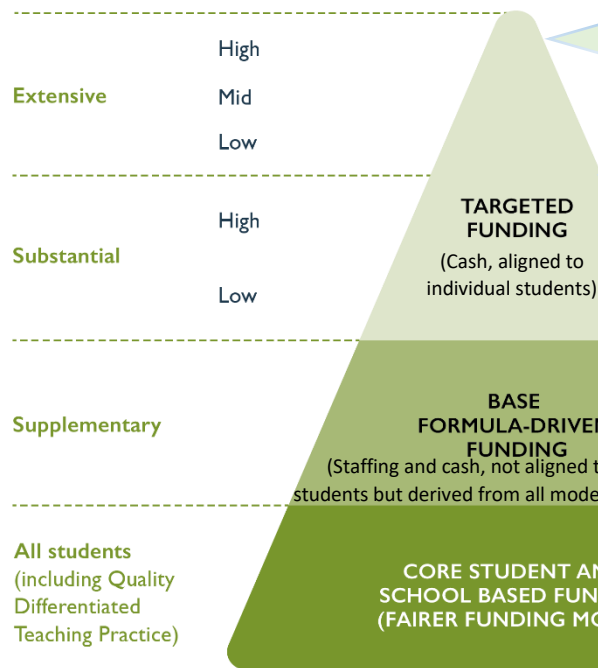 High
Extensive
Mid
Low
TARGETED
FUNDING
(Cash, aligned to
individual students)
High
Substantial
Low
BASE
FORMULA-DRIVEN
FUNDING
(Staffing and cash, not aligned t
students but derived from all mode
Supplementary
All students
(including Quality
Differentiated
Teaching Practice)
CORE STUDENT AN
SCHOOL BASED FUN
(FAIRER FUNDING MO